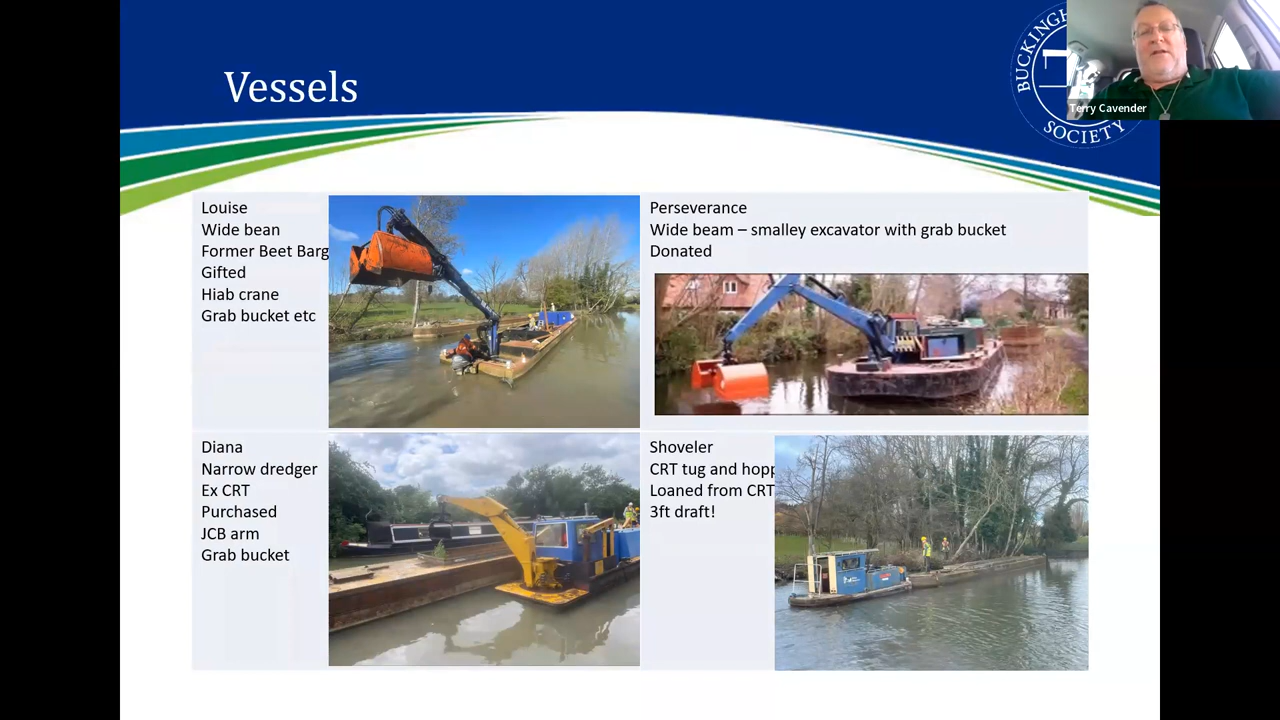 Vessels
BUCKINGH
SOCIETY
Terry Cavender
Louise
Wide bean
Former Beet Barg
Gifted
Hiab crane
Grab bucket etc
Perseverance
Wide beam – smalley excavator with grab bucket
Donated
Diana
Narrow dredger
Ex CRT
Purchased
JCB arm
Grab bucket
Shoveler
CRT tug and hopp
Loaned from CRT
3ft draft!